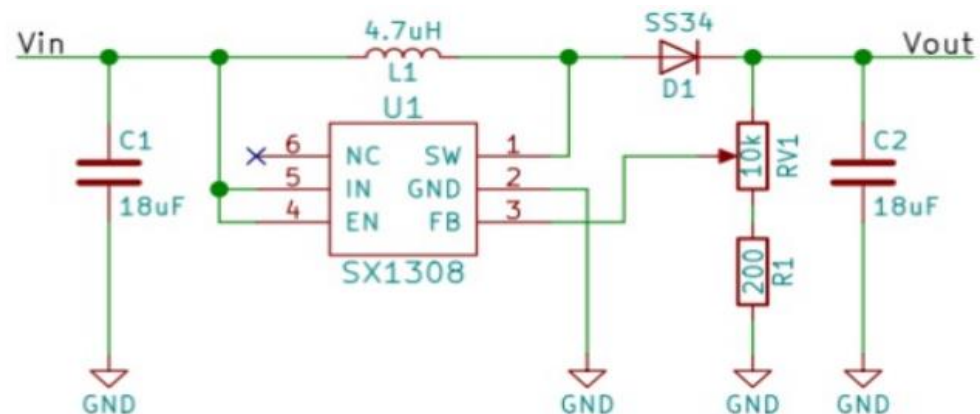 Vin
4.7uH
L1
SS34
D1
Vout
U1
C1
18uF
6 NC SW 1
5 IN GND 2
4 EN FB 3
SX1308
10k
RV1
200
R1
C2
18uF
GND
GND
GND
GND